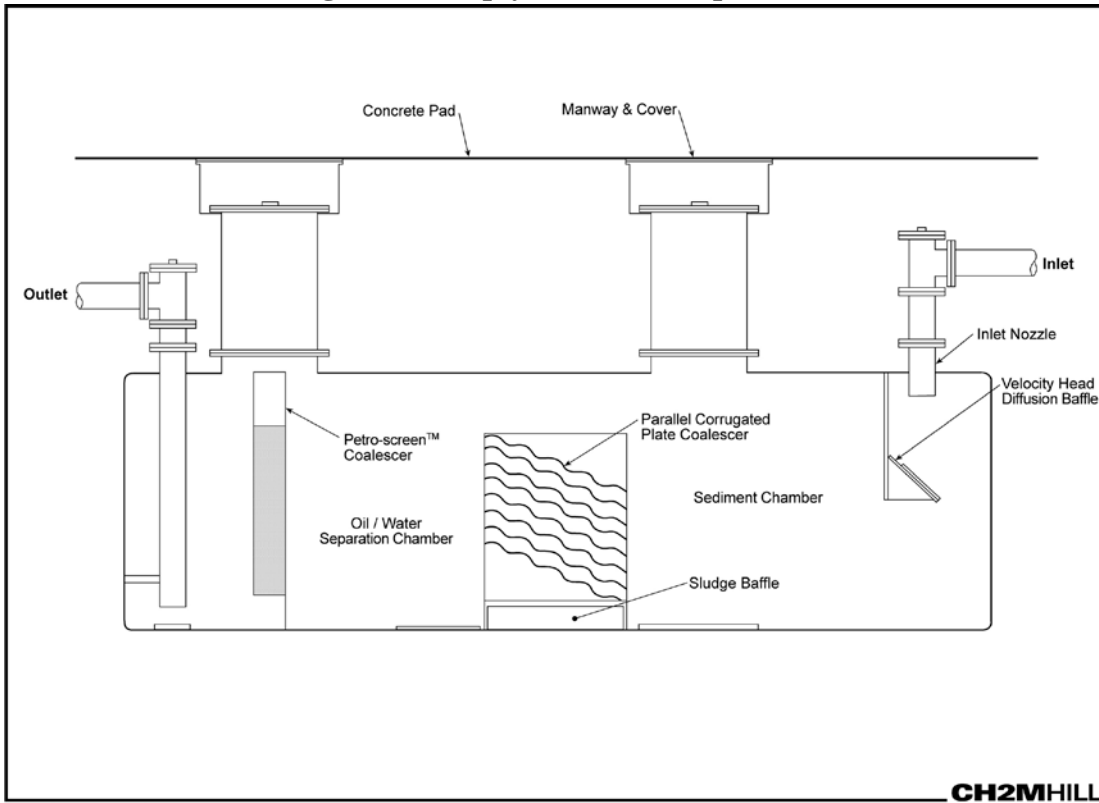 Concrete Pad
Manway & Cover
Outlet
Inlet
Inlet Nozzle
Velocity Head
Diffusion Baffle
Petro-screen™
Coalescer
Parallel Corrugated
Plate Coalescer
Sediment Chamber
Oil / Water
Separation Chamber
Sludge Baffle
CH2MHILL